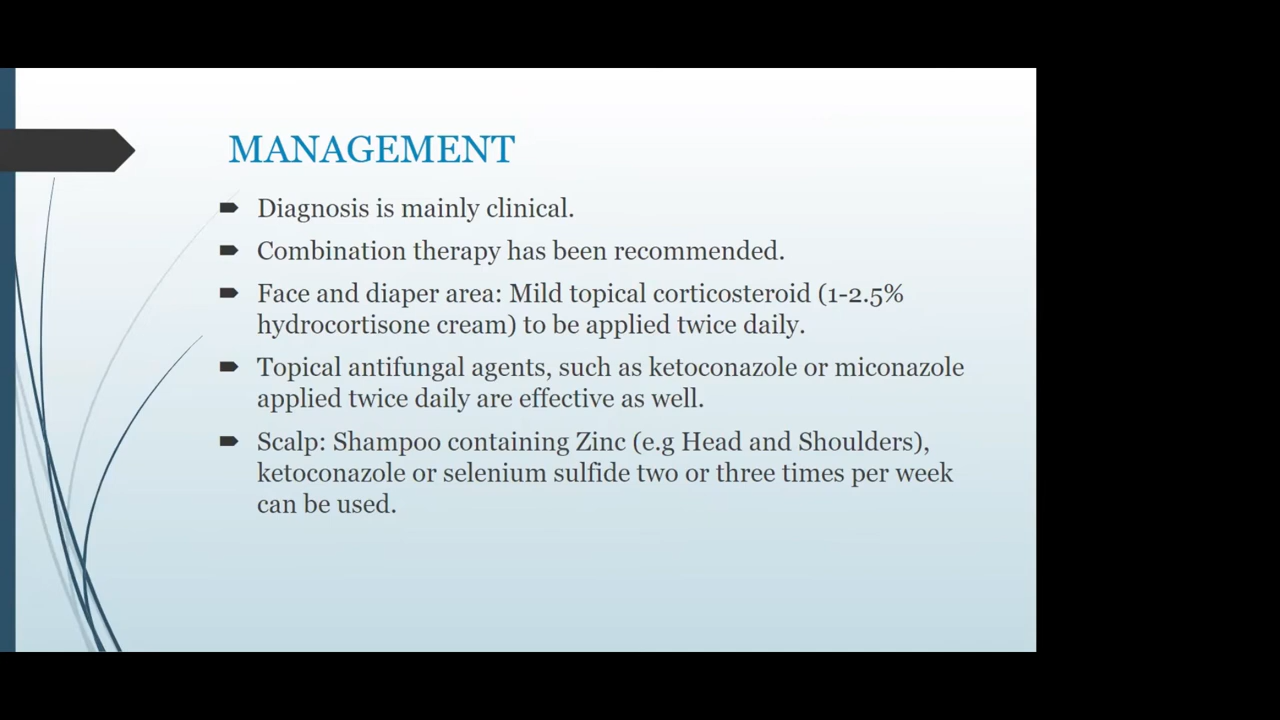 MANAGEMENT
Diagnosis is mainly clinical.
Combination therapy has been recommended.
Face and diaper area: Mild topical corticosteroid (1-2.5%
hydrocortisone cream) to be applied twice daily.
Topical antifungal agents, such as ketoconazole or miconazole
applied twice daily are effective as well.
Scalp: Shampoo containing Zinc (e.g Head and Shoulders),
ketoconazole or selenium sulfide two or three times per week
can be used.